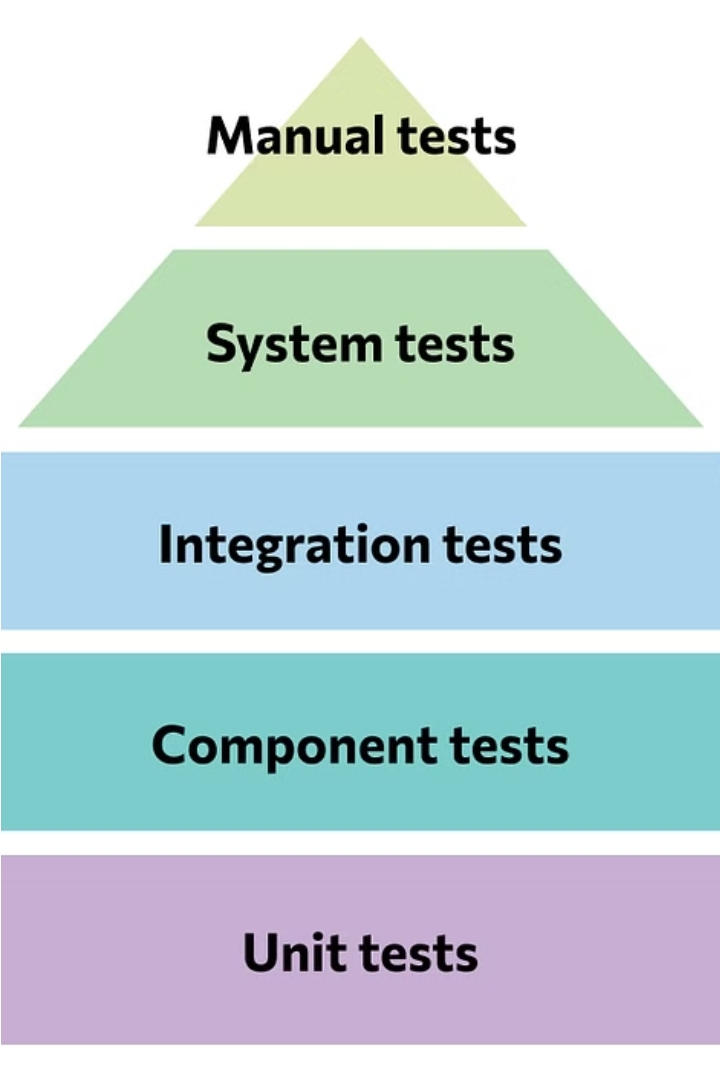 Manual tests
System tests
Integration tests
Component tests
Unit tests